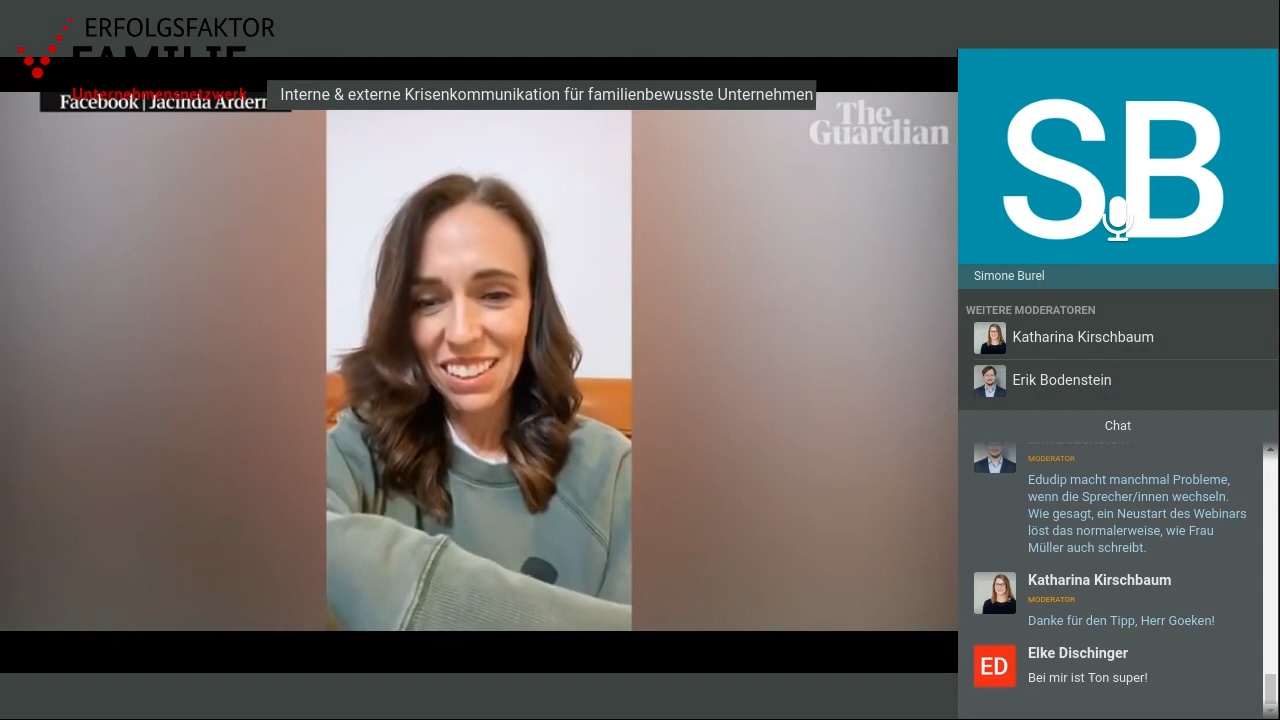 ERFOLGSFAKTOR
FAMILIE
Unternehmensnetzwerk
Facebook | Jacinda Ardern
Interne & externe Krisenkommunikation für familienbewusste Unternehmen
The
Guardian
SB
Simone Burel
WEITERE MODERATOREN
Katharina Kirschbaum
Erik Bodenstein
Chat
MODERATOR
Edudip macht manchmal Probleme,
wenn die Sprecher/innen wechseln.
Wie gesagt, ein Neustart des Webinars
löst das normalerweise, wie Frau
Müller auch schreibt.
Katharina Kirschbaum
MODERATOR
Danke für den Tipp, Herr Goeken!
ED
Elke Dischinger
Bei mir ist Ton super!